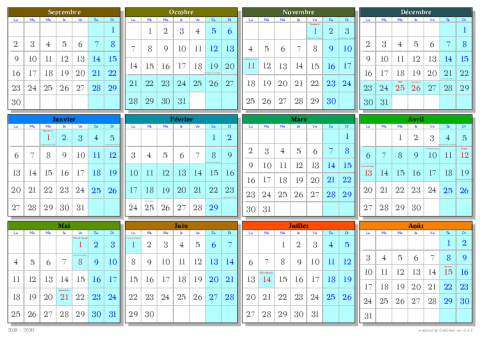 Septembre
Lu Ma Me Je Ve Sa Di
1
2 3 4 5 6 7 8
9 10 11 12 13 14 15
16 17 18 19 20 21 22
23 24 25 26 27 28 29
30
Octobre
Lu Ma Me Je Ve Sa Di
1 2 3 4 5 6
7 8 9 10 11 12 13
14 15 16 17 18 19 20
21 22 23 24 25 26 27
28 29 30 31
Novembre
Lu Ma Me Je Ve Sa Di
1 2 3
4 5 6 7 8 9 10
11 12 13 14 15 16 17
18 19 20 21 22 23 24
25 26 27 28 29 30
Décembre
Lu Ma Me Je Ve Sa Di
1
2 3 4 5 6 7 8
9 10 11 12 13 14 15
16 17 18 19 20 21 22
23 24 25 26 27 28 29
30 31
Janvier
Lu Ma Me Je Ve Sa Di
1 2 3 4 5
6 7 8 9 10 11 12
13 14 15 16 17 18 19
20 21 22 23 24 25 26
27 28 29 30 31
Février
Lu Ma Me Je Ve Sa Di
1 2
3 4 5 6 7 8 9
10 11 12 13 14 15 16
17 18 19 20 21 22 23
24 25 26 27 28 29
Mars
Lu Ma Me Je Ve Sa Di
1
2 3 4 5 6 7 8
9 10 11 12 13 14 15
16 17 18 19 20 21 22
23 24 25 26 27 28 29
30 31
Avril
Lu Ma Me Je Ve Sa Di
1 2 3 4 5
6 7 8 9 10 11 12
13 14 15 16 17 18 19
20 21 22 23 24 25 26
27 28 29 30
Mai
Lu Ma Me Je Ve Sa Di
1 2 3
4 5 6 7 8 9 10
11 12 13 14 15 16 17
18 19 20 21 22 23 24
25 26 27 28 29 30 31
Juin
Lu Ma Me Je Ve Sa Di
1 2 3 4 5 6 7
8 9 10 11 12 13 14
15 16 17 18 19 20 21
22 23 24 25 26 27 28
29 30
Juillet
Lu Ma Me Je Ve Sa Di
1 2 3 4 5
6 7 8 9 10 11 12
13 14 15 16 17 18 19
20 21 22 23 24 25 26
27 28 29 30 31
Août
Lu Ma Me Je Ve Sa Di
1 2
3 4 5 6 7 8 9
10 11 12 13 14 15 16
17 18 19 20 21 22 23
24 25 26 27 28 29 30
31
2019 - 2020